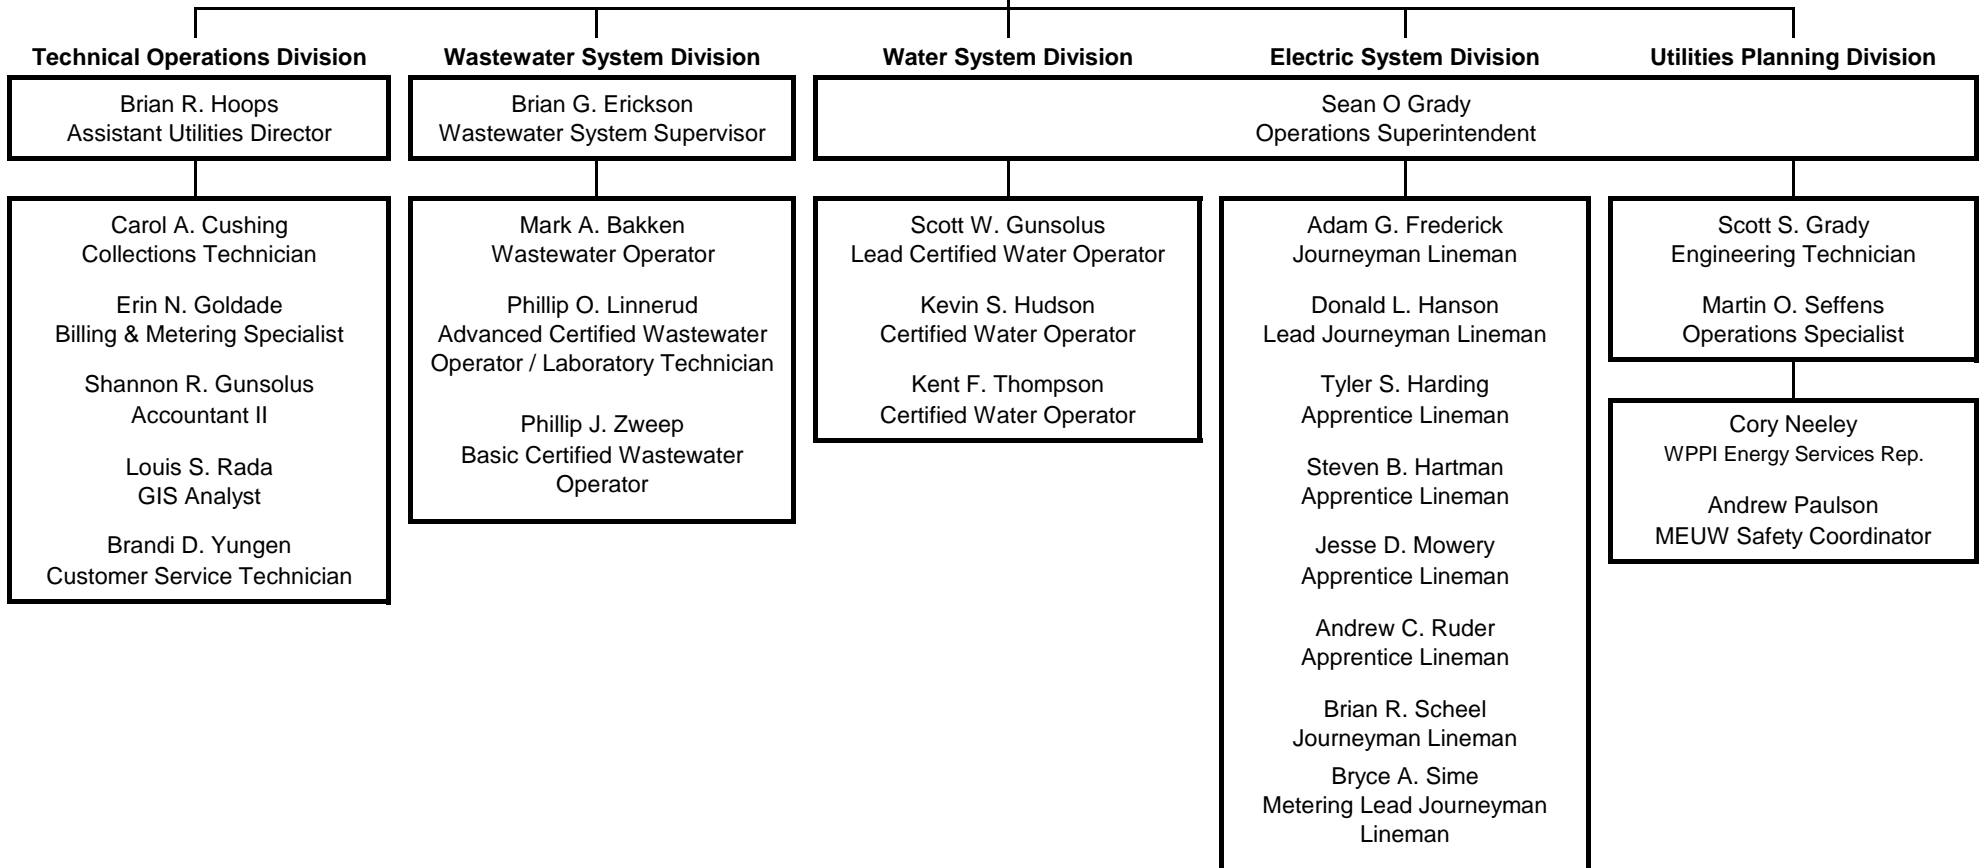 Technical Operations Division
Brian R. Hoops
Assistant Utilities Director
Carol A. Cushing
Collections Technician
Erin N. Goldade
Billing & Metering Specialist
Shannon R. Gunsolus
Accountant II
Louis S. Rada
GIS Analyst
Brandi D. Yungen
Customer Service Technician
Wastewater System Division
Brian G. Erickson
Wastewater System Supervisor
Mark A. Bakken
Wastewater Operator
Phillip O. Linnerud
Advanced Certified Wastewater
Operator / Laboratory Technician
Phillip J. Zweep
Basic Certified Wastewater
Operator
Water System Division
Electric System Division
Utilities Planning Division
Sean O Grady
Operations Superintendent
Scott W. Gunsolus
Lead Certified Water Operator
Kevin S. Hudson
Certified Water Operator
Kent F. Thompson
Certified Water Operator
Adam G. Frederick
Journeyman Lineman
Donald L. Hanson
Lead Journeyman Lineman
Tyler S. Harding
Apprentice Lineman
Steven B. Hartman
Apprentice Lineman
Jesse D. Mowery
Apprentice Lineman
Andrew C. Ruder
Apprentice Lineman
Brian R. Scheel
Journeyman Lineman
Bryce A. Sime
Metering Lead Journeyman
Lineman
Scott S. Grady
Engineering Technician
Martin O. Seffens
Operations Specialist
Cory Neeley
WPPI Energy Services Rep.
Andrew Paulson
MEUW Safety Coordinator